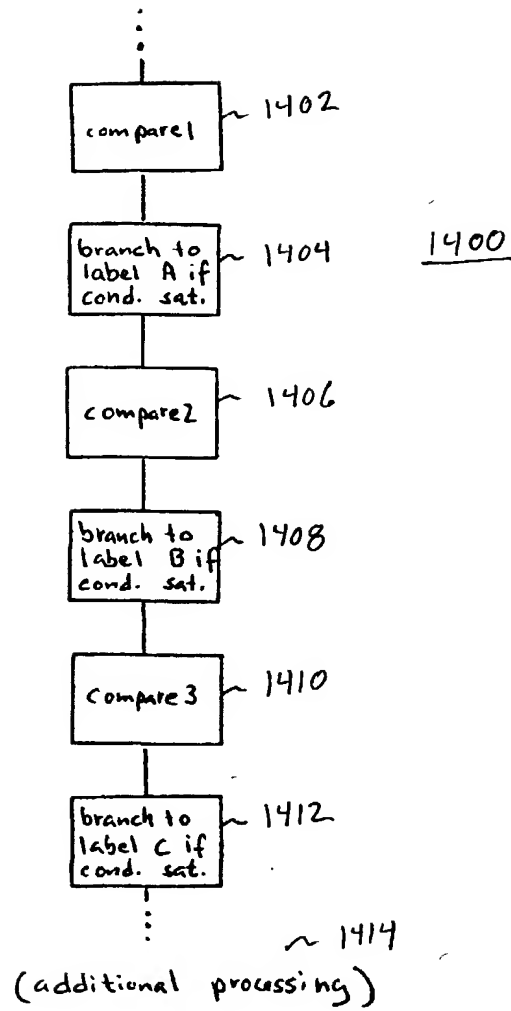 compare1
1402
branch to
label A if
cond. sat.
1404
1400
compare2
1406
branch to
label B if
cond. sat.
1408
compare3
1410
branch to
label C if
cond. sat.
1412
1414
(additional processing)